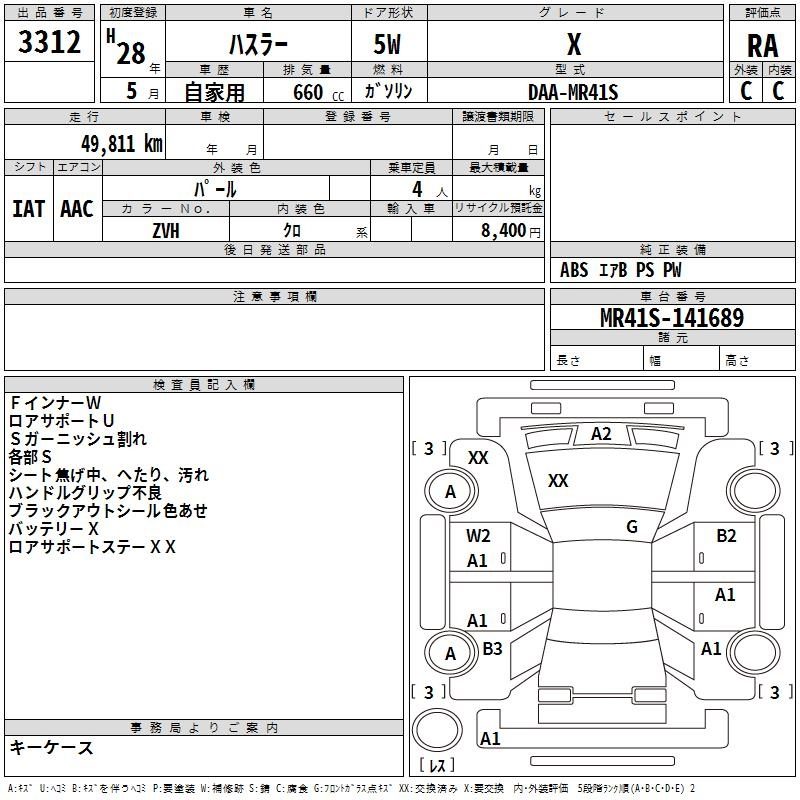 出品番号 初度登録 車名 ドア形状 グレード 評価点
3312 H28年 ハスラー 5W X RA
車歴 排気量 燃料 型式 外装 内装
5月 自家用 660 CC ガソリン DAA-MR41S C C
走行 車検 登録番号 譲渡書類期限 セールスポイント
49,811 km 年 月 月 日
シフト エアコン 外装色 乗車定員 最大積載量
IAT AAC パール 4人 kg
カラーNo. 内装色 輸入車 リサイクル預託金
ZVH クロ 系 8,400円
後日発送部品 純正装備
ABS エアB PS PW
注意事項欄 車台番号
MR41S-141689
諸元
長さ 幅 高さ
検査員記入欄
FインナーW
ロアサポートU
Sガーニッシュ割れ
各部S
シート焦げ中、へたり、汚れ
ハンドルグリップ不良
ブラックアウトシール色あせ
バッテリーX
ロアサポートステーXX
事務局よりご案内
キーケース
A2
[3] [3]
XX
XX
A
G
W2 B2
A1
A1
A1
B3 A1
A
[3] [3]
A1
[レス]
A:キズ U:ヘコミ B:キズを伴うヘコミ P:要塗装 W:補修跡 S:錆 C:腐食 G:フロントガラス点キズ XX:交換済み X:要交換 内・外装評価 5段階ランク順(A・B・C・D・E) 2